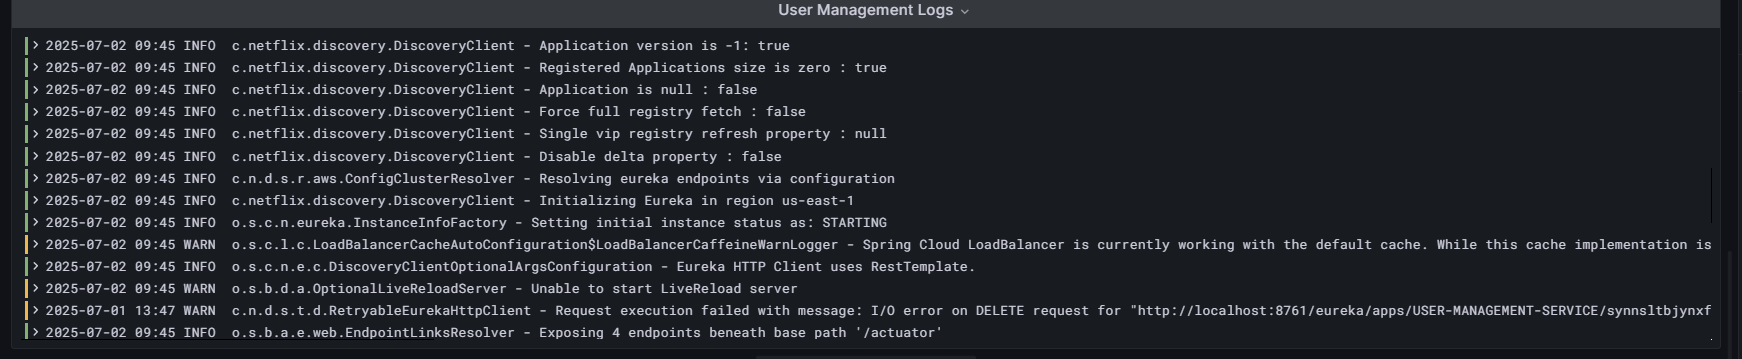 User Management Logs
2025-07-02 09:45 INFO c.netflix.discovery.DiscoveryClient - Application version is -1: true
2025-07-02 09:45 INFO c.netflix.discovery.DiscoveryClient - Registered Applications size is zero : true
2025-07-02 09:45 INFO c.netflix.discovery.DiscoveryClient - Application is null : false
2025-07-02 09:45 INFO c.netflix.discovery.DiscoveryClient - Force full registry fetch : false
2025-07-02 09:45 INFO c.netflix.discovery.DiscoveryClient - Single vip registry refresh property : null
2025-07-02 09:45 INFO c.netflix.discovery.DiscoveryClient - Disable delta property : false
2025-07-02 09:45 INFO c.n.d.s.r.aws.ConfigClusterResolver - Resolving eureka endpoints via configuration
2025-07-02 09:45 INFO c.netflix.discovery.DiscoveryClient - Initializing Eureka in region us-east-1
2025-07-02 09:45 INFO o.s.c.n.eureka.InstanceInfoFactory - Setting initial instance status as: STARTING
2025-07-02 09:45 WARN o.s.c.l.c.LoadBalancerCacheAutoConfiguration$LoadBalancerCaffeineWarnLogger - Spring Cloud LoadBalancer is currently working with the default cache. While this cache implementation is
2025-07-02 09:45 INFO o.s.c.n.e.c.DiscoveryClientOptionalArgsConfiguration - Eureka HTTP Client uses RestTemplate.
2025-07-02 09:45 WARN o.s.b.d.a.OptionalLiveReloadServer - Unable to start LiveReload server
2025-07-01 13:47 WARN c.n.d.s.t.d.RetryableEurekaHttpClient - Request execution failed with message: I/O error on DELETE request for "http://localhost:8761/eureka/apps/USER-MANAGEMENT-SERVICE/synnsltbjynxf
2025-07-02 09:45 INFO o.s.b.a.e.web.EndpointLinksResolver - Exposing 4 endpoints beneath base path '/actuator'